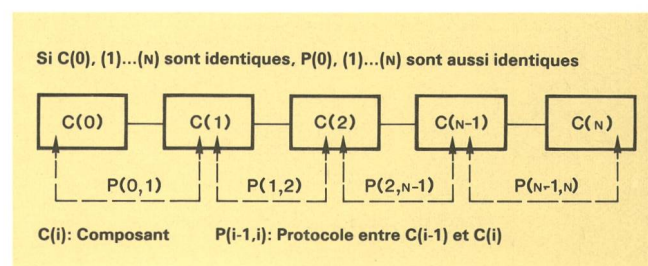 Si C(0), (1)...(N) sont identiques, P(0), (1)...(N) sont aussi identiques
C(0) C(1) C(2) C(N-1) C(N)
P(0,1) P(1,2) P(2,N-1) P(N-1,N)
C(i): Composant P(i-1,i): Protocole entre C(i-1) et C(i)